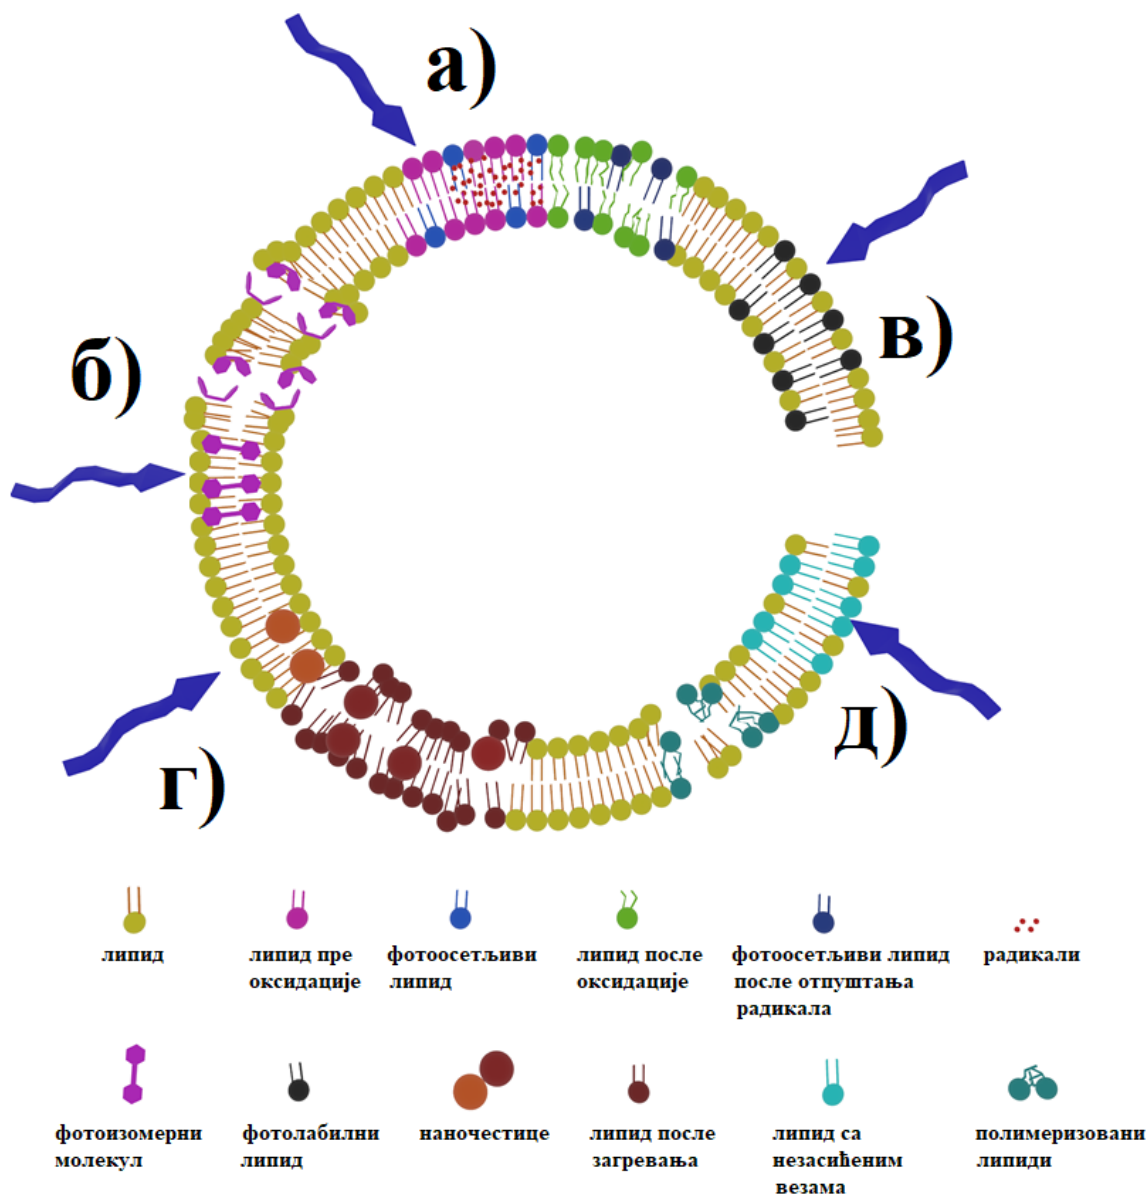 а)
в)
б)
д)
г)
липид
липид пре
оксидације
фотоосетљиви
липид
липид после
оксидације
фотоосетљиви липид
после отпуштања
радикала
радикали
фотоизомерни
молекул
фотолабилни
липид
наночестице
липид после
загревања
липид са
незасићеним
везама
полимеризовани
липиди